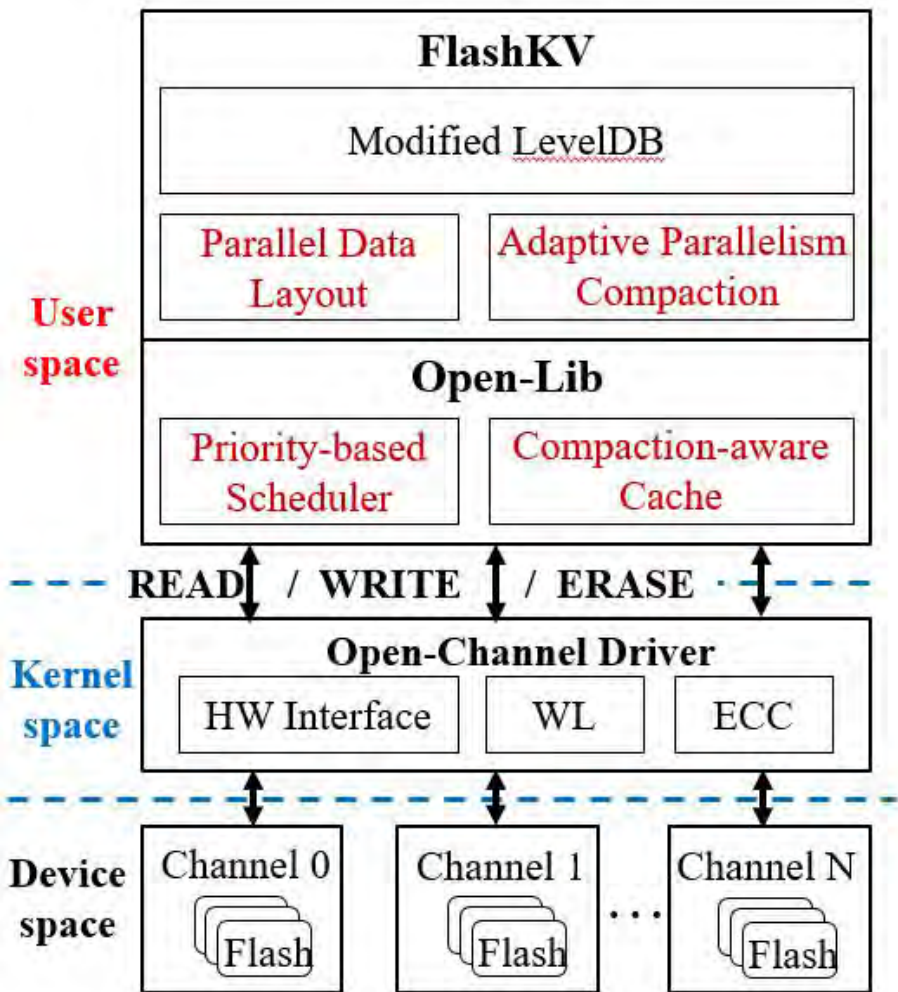 FlashKV
Modified LevelDB
Parallel Data
Layout
Adaptive Parallelism
Compaction
User
space
Open-Lib
Priority-based
Scheduler
Compaction-aware
Cache
READ / WRITE / ERASE
Kernel
space
Open-Channel Driver
HW Interface
WL
ECC
Device
space
Channel 0
Flash
Channel 1
Flash
...
Channel N
Flash